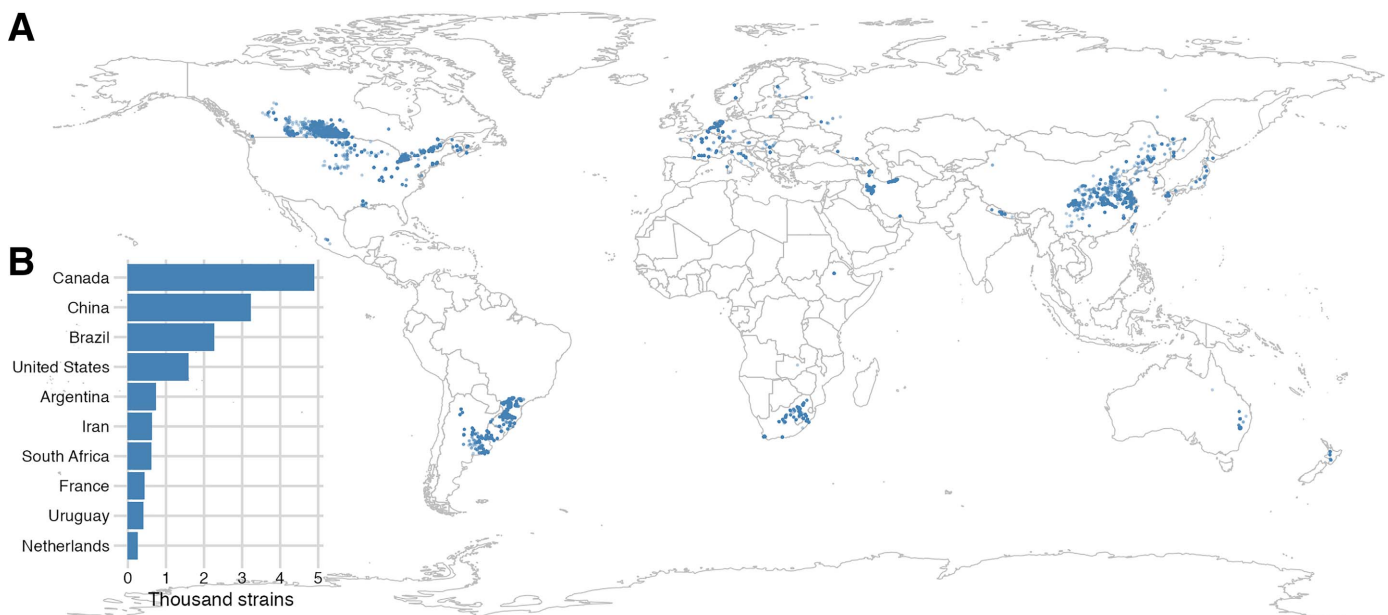 A
B
Canada
China
Brazil
United States
Argentina
Iran
South Africa
France
Uruguay
Netherlands
0 1 2 3 4 5
Thousand strains